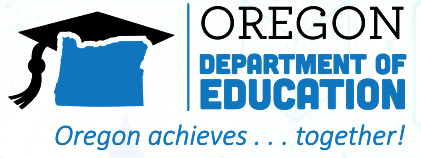 OREGON
DEPARTMENT OF
EDUCATION
Oregon achieves . . . together!